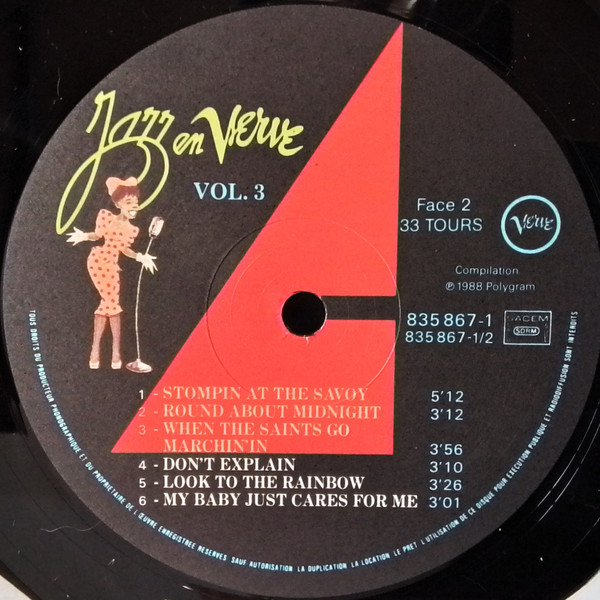 Jazz en Verve
VOL. 3
Face 2
33 TOURS
Verve
Compilation
℗ 1988 Polygram
835 867-1
835 867-1/2
SACEM
SDRM
1 - STOMPIN AT THE SAVOY 5'12
2 - ROUND ABOUT MIDNIGHT 3'12
3 - WHEN THE SAINTS GO
MARCHIN'IN 3'56
4 - DON'T EXPLAIN 3'10
5 - LOOK TO THE RAINBOW 3'26
6 - MY BABY JUST CARES FOR ME 3'01
TOUS DROITS DU PRODUCTEUR PHONOGRAPHIQUE ET DU PROPRIETAIRE DE L'ŒUVRE ENREGISTREE RESERVES SAUF AUTORISATION LA DUPLICATION LA LOCATION LE PRET L'UTILISATION DE CE DISQUE POUR EXECUTION PUBLIQUE ET RADIODIFFUSION SONT INTERDITS